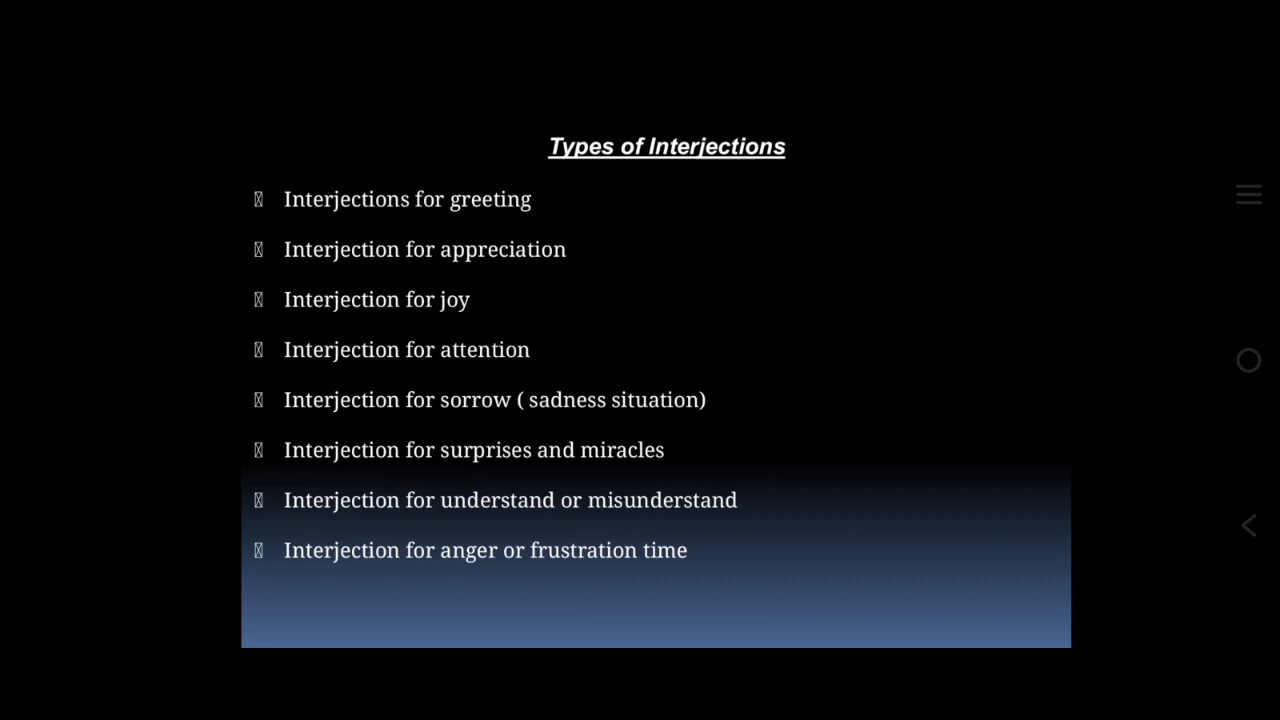 Types of Interjections
Interjections for greeting
Interjection for appreciation
Interjection for joy
Interjection for attention
Interjection for sorrow ( sadness situation)
Interjection for surprises and miracles
Interjection for understand or misunderstand
Interjection for anger or frustration time